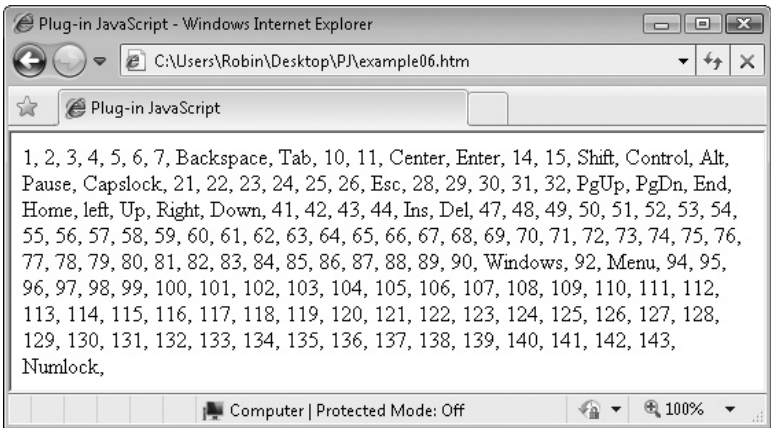 Plug-in JavaScript - Windows Internet Explorer
C:\Users\Robin\Desktop\PJ\example06.htm
Plug-in JavaScript
1, 2, 3, 4, 5, 6, 7, Backspace, Tab, 10, 11, Center, Enter, 14, 15, Shift, Control, Alt,
Pause, Capslock, 21, 22, 23, 24, 25, 26, Esc, 28, 29, 30, 31, 32, PgUp, PgDn, End,
Home, left, Up, Right, Down, 41, 42, 43, 44, Ins, Del, 47, 48, 49, 50, 51, 52, 53, 54,
55, 56, 57, 58, 59, 60, 61, 62, 63, 64, 65, 66, 67, 68, 69, 70, 71, 72, 73, 74, 75, 76,
77, 78, 79, 80, 81, 82, 83, 84, 85, 86, 87, 88, 89, 90, Windows, 92, Menu, 94, 95,
96, 97, 98, 99, 100, 101, 102, 103, 104, 105, 106, 107, 108, 109, 110, 111, 112,
113, 114, 115, 116, 117, 118, 119, 120, 121, 122, 123, 124, 125, 126, 127, 128,
129, 130, 131, 132, 133, 134, 135, 136, 137, 138, 139, 140, 141, 142, 143,
Numlock,
Computer | Protected Mode: Off 100%